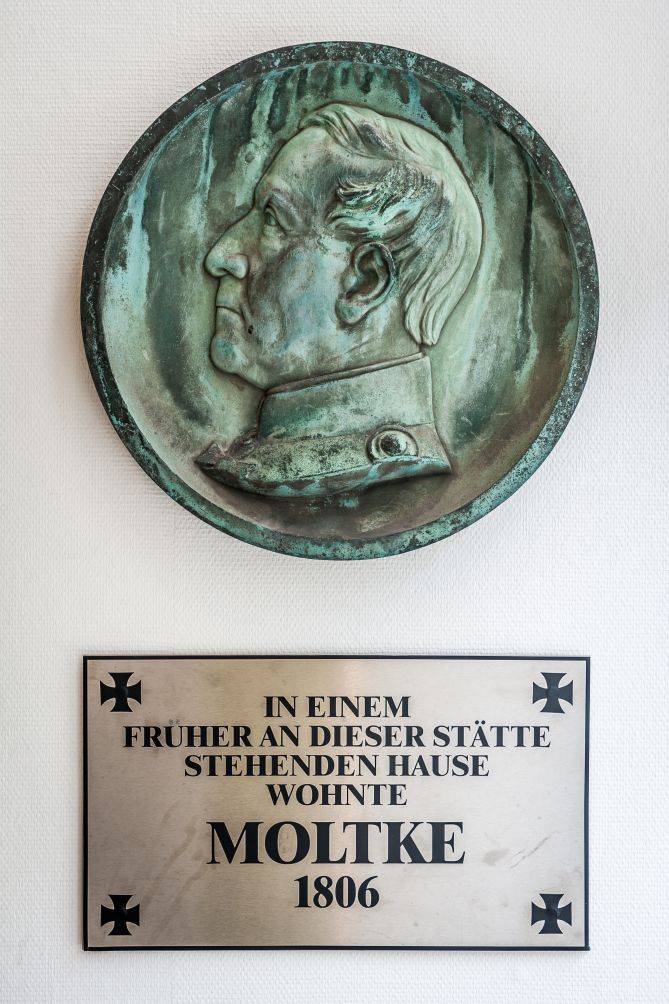 IN EINEM
FRÜHER AN DIESER STÄTTE
STEHENDEN HAUSE
WOHNTE
MOLTKE
1806